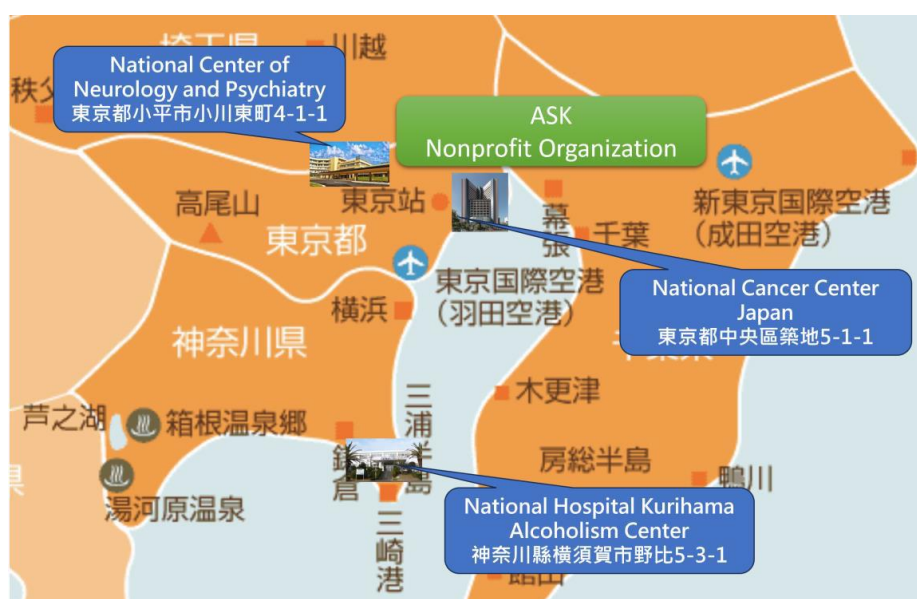 川越
National Center of
Neurology and Psychiatry
東京都小平市小川東町4-1-1
ASK
Nonprofit Organization
高尾山
東京站
東京都
幕張
千葉
新東京国際空港
(成田空港)
東京国際空港
(羽田空港)
横浜
神奈川県
National Cancer Center
Japan
東京都中央區築地5-1-1
木更津
芦之湖
箱根温泉郷
湯河原温泉
三浦半島
鎌倉
房総半島
鴨川
三崎港
National Hospital Kurihama
Alcoholism Center
神奈川縣橫須賀市野比5-3-1